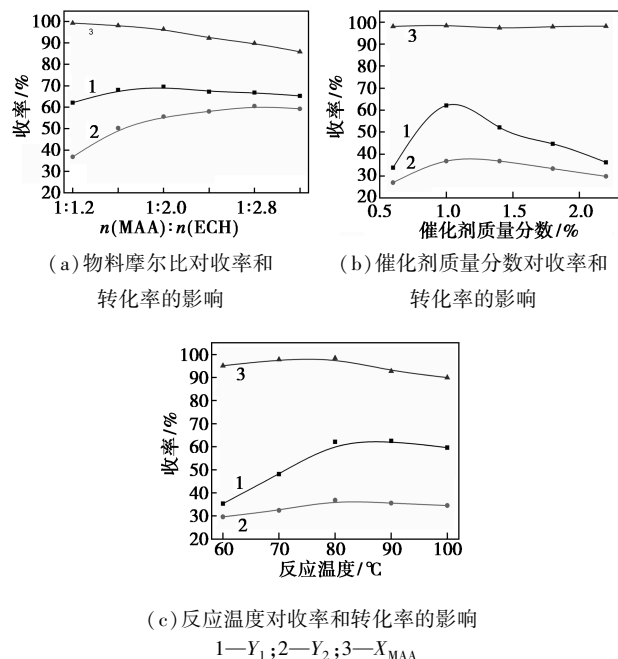 100
90
80
70
60
50
40
30
20
收率/%
3
1
2
1:1.2 1:2.0 1:2.8
n(MAA):n(ECH)
(a)物料摩尔比对收率和
转化率的影响
100
90
80
70
60
50
40
30
20
收率/%
3
1
2
0.5 1.0 1.5 2.0
催化剂质量分数/%
(b)催化剂质量分数对收率和
转化率的影响
100
90
80
70
60
50
40
30
20
收率/%
3
1
2
60 70 80 90 100
反应温度/℃
(c)反应温度对收率和转化率的影响
1—Y₁;2—Y₂;3—X_MAA